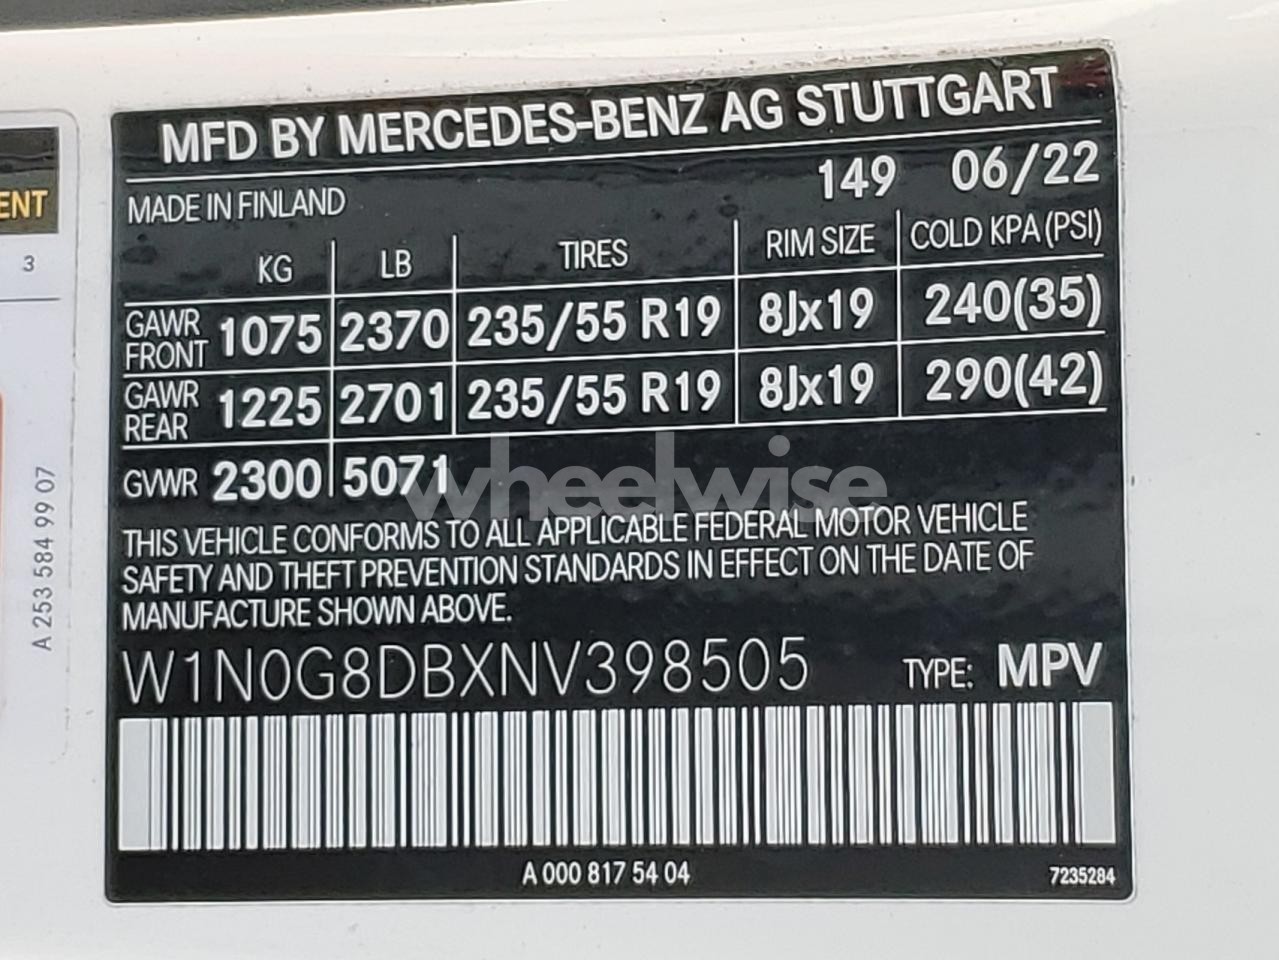 MFD BY MERCEDES-BENZ AG STUTTGART
MADE IN FINLAND 149 06/22
KG LB TIRES RIM SIZE COLD KPA (PSI)
GAWR FRONT 1075 2370 235/55 R19 8Jx19 240(35)
GAWR REAR 1225 2701 235/55 R19 8Jx19 290(42)
GVWR 2300 5071
wheelwise
THIS VEHICLE CONFORMS TO ALL APPLICABLE FEDERAL MOTOR VEHICLE
SAFETY AND THEFT PREVENTION STANDARDS IN EFFECT ON THE DATE OF
MANUFACTURE SHOWN ABOVE.
W1N0G8DBXNV398505 TYPE: MPV
A 000 817 54 04 7235284
ENT
3
A 253 584 99 07